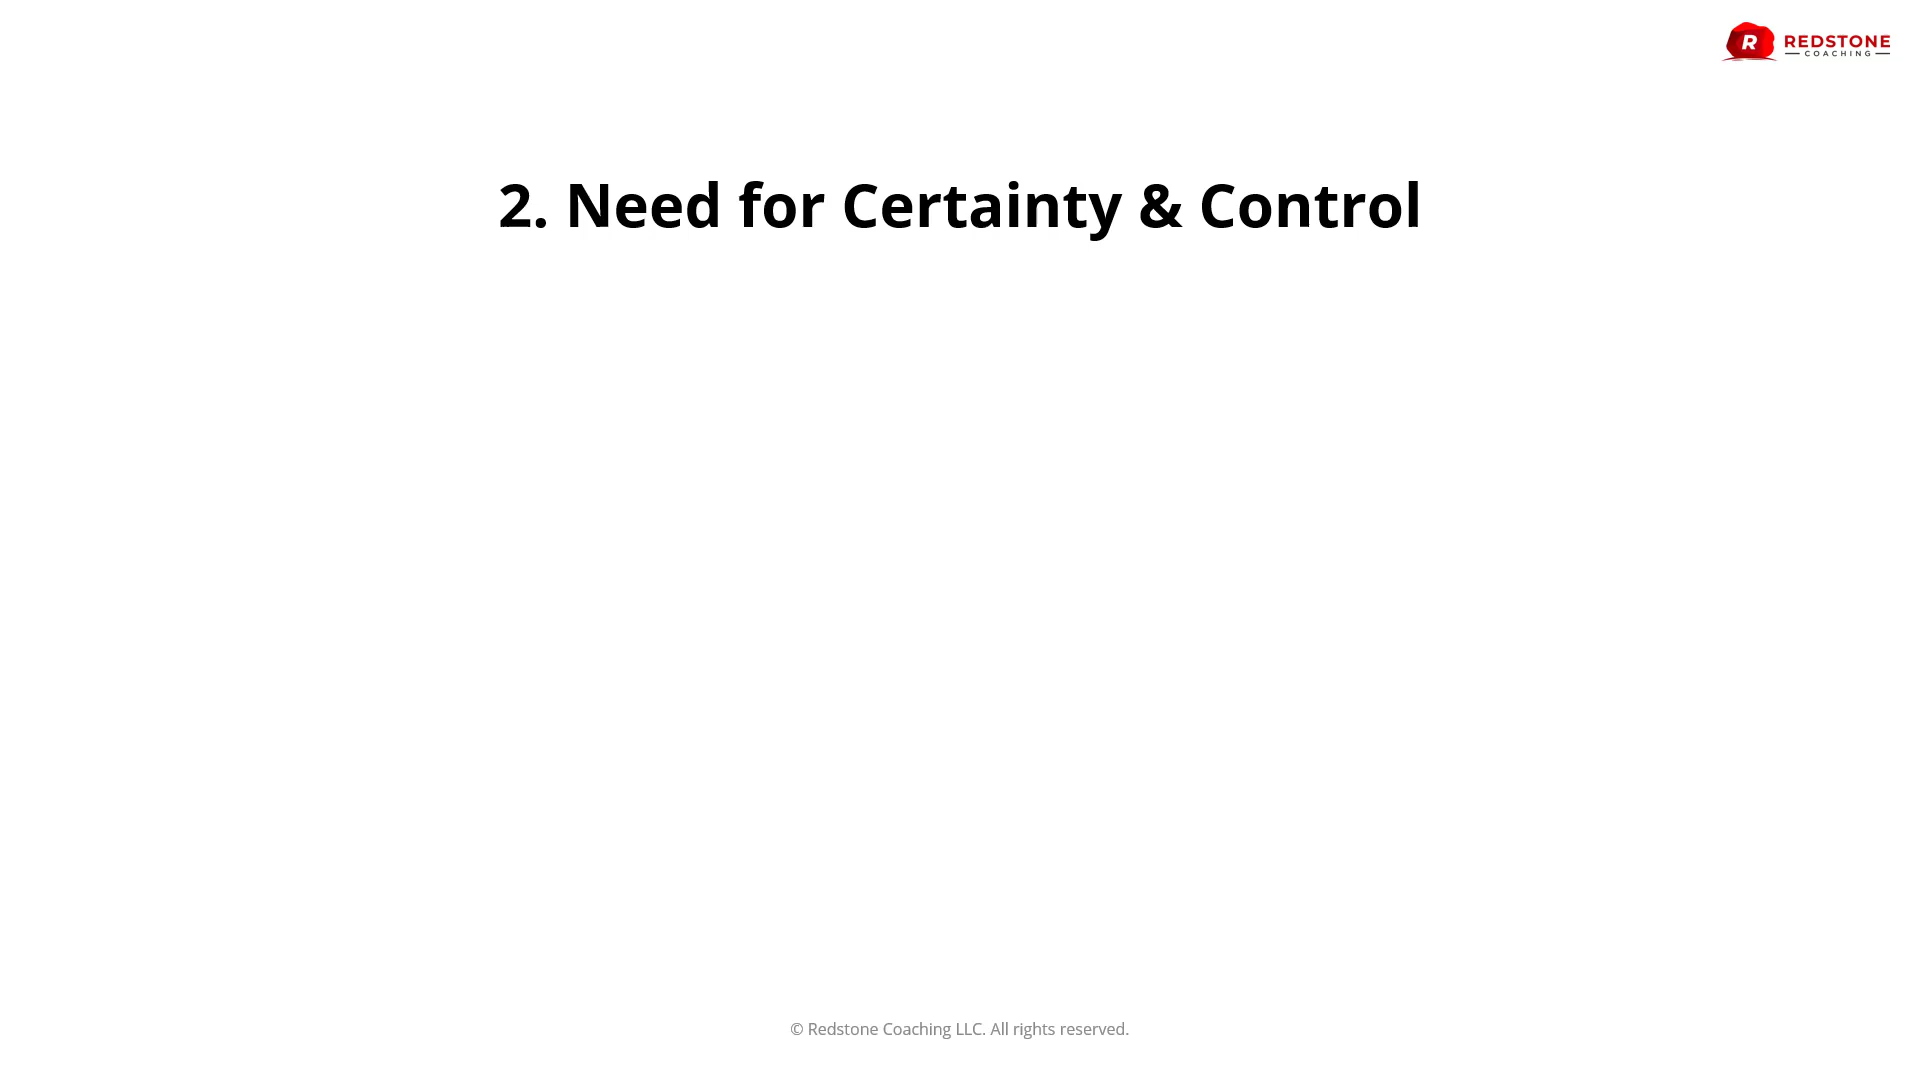 R
REDSTONE
COACHING
2. Need for Certainty & Control
© Redstone Coaching LLC. All rights reserved.